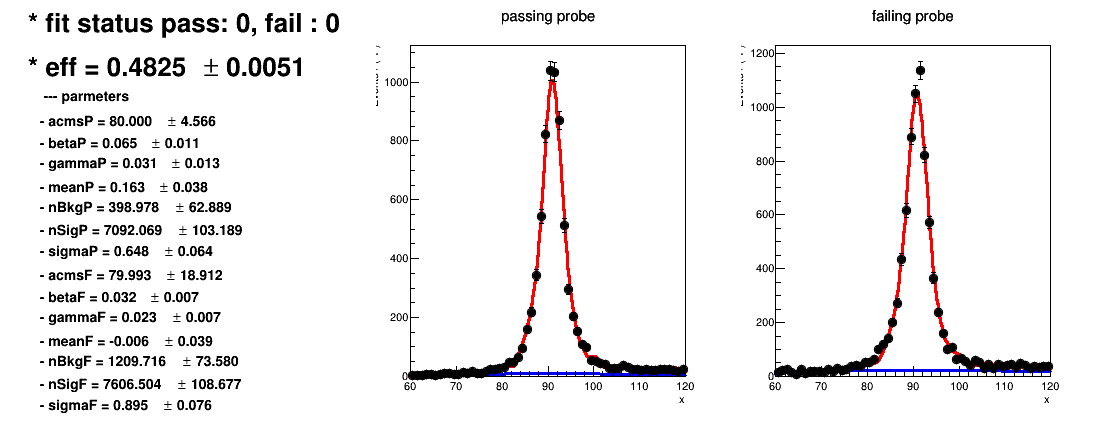 * fit status pass: 0, fail : 0
* eff = 0.4825 ± 0.0051
--- parmeters
- acmsP = 80.000 ± 4.566
- betaP = 0.065 ± 0.011
- gammaP = 0.031 ± 0.013
- meanP = 0.163 ± 0.038
- nBkgP = 398.978 ± 62.889
- nSigP = 7092.069 ± 103.189
- sigmaP = 0.648 ± 0.064
- acmsF = 79.993 ± 18.912
- betaF = 0.032 ± 0.007
- gammaF = 0.023 ± 0.007
- meanF = -0.006 ± 0.039
- nBkgF = 1209.716 ± 73.580
- nSigF = 7606.504 ± 108.677
- sigmaF = 0.895 ± 0.076
passing probe
1000
800
600
400
200
0
60 70 80 90 100 110 120
x
failing probe
1200
1000
800
600
400
200
0
60 70 80 90 100 110 120
x